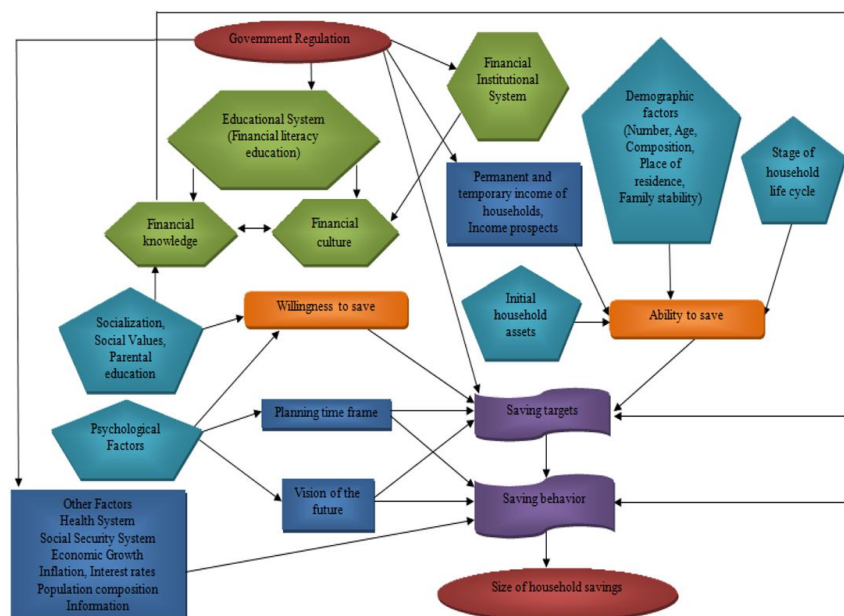 Government Regulation
Financial
Institutional
System
Educational System
(Financial literacy
education)
Demographic
factors
(Number, Age,
Composition,
Place of
residence,
Family stability)
Stage of
household
life cycle
Permanent and
temporary income of
households,
Income prospects
Financial
knowledge
Financial
culture
Willingness to save
Initial
household
assets
Ability to save
Socialization,
Social Values,
Parental
education
Psychological
Factors
Planning time frame
Saving targets
Vision of the
future
Saving behavior
Other Factors
Health System
Social Security System
Economic Growth
Inflation, Interest rates
Population composition
Information
Size of household savings